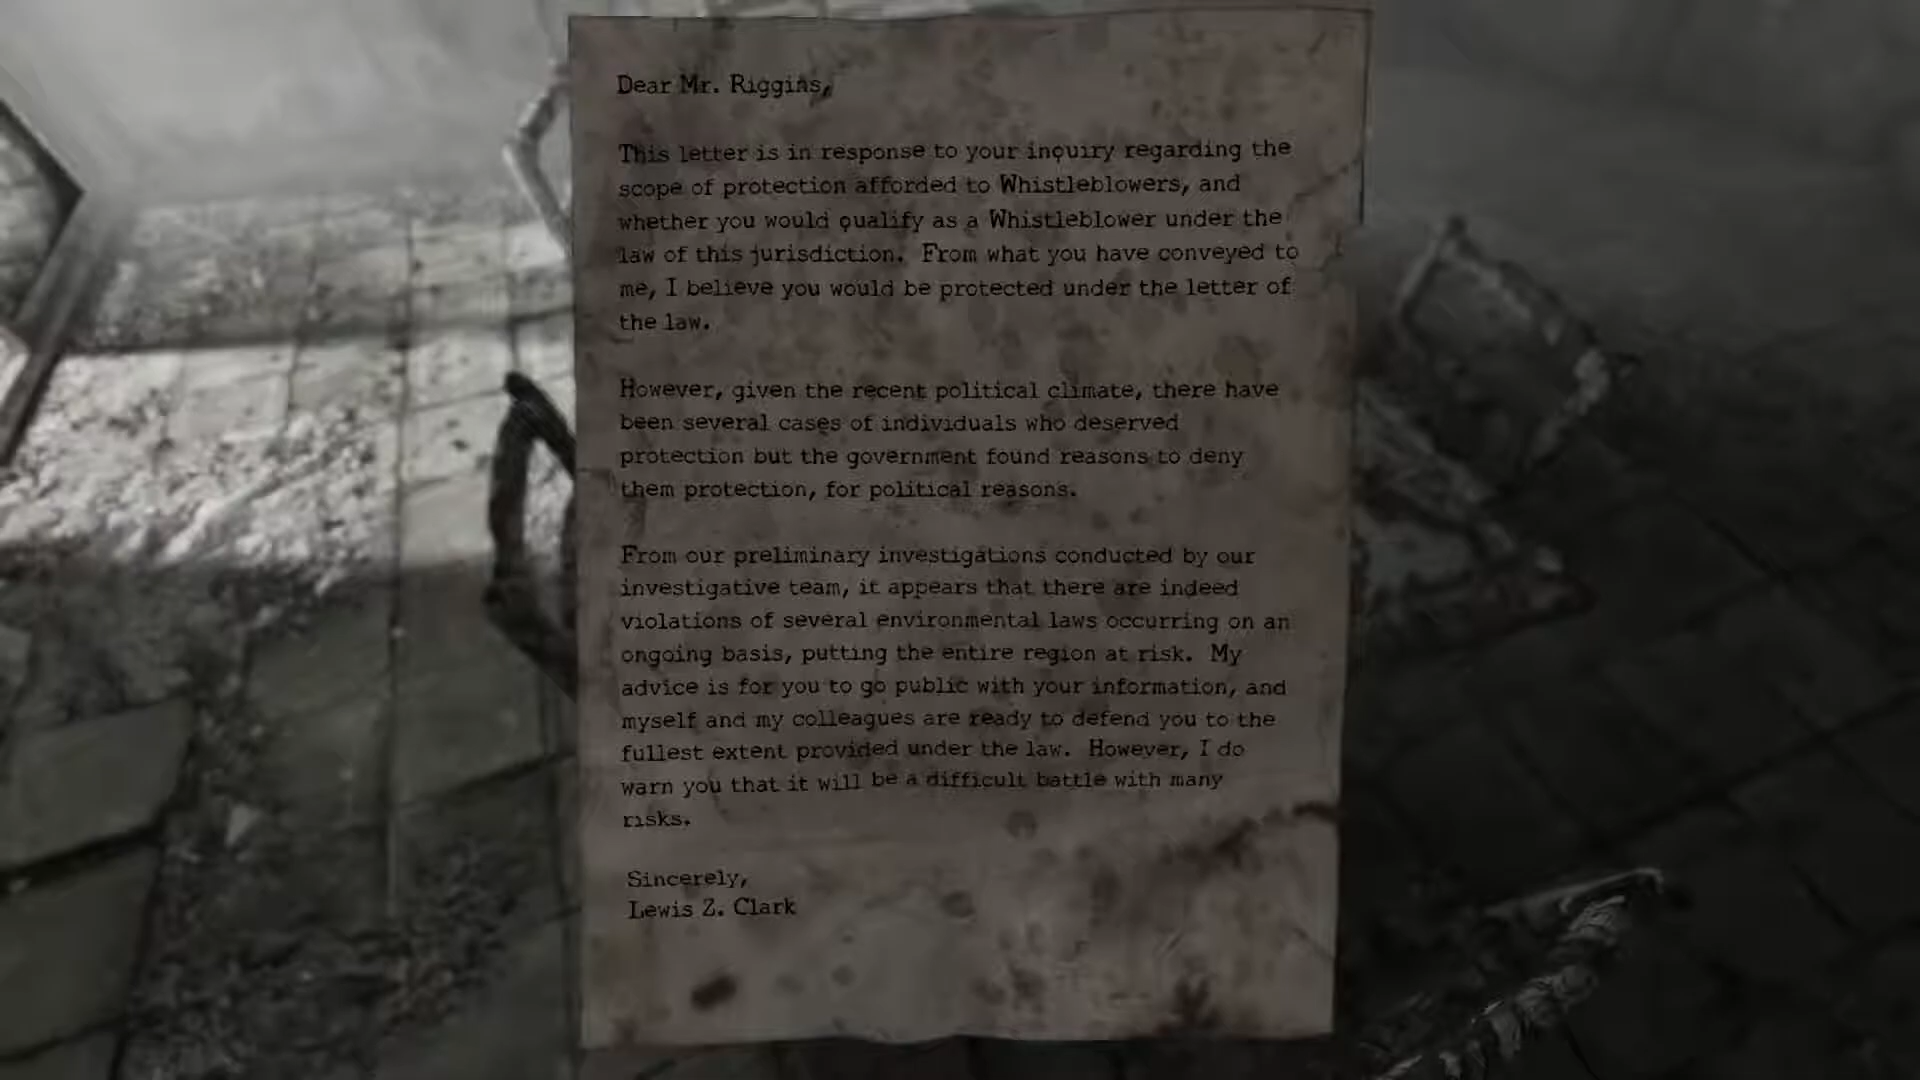 Dear Mr. Riggins,
This letter is in response to your inquiry regarding the
scope of protection afforded to Whistleblowers, and
whether you would qualify as a Whistleblower under the
law of this jurisdiction. From what you have conveyed to
me, I believe you would be protected under the letter of
the law.
However, given the recent political climate, there have
been several cases of individuals who deserved
protection but the government found reasons to deny
them protection, for political reasons.
From our preliminary investigations conducted by our
investigative team, it appears that there are indeed
violations of several environmental laws occurring on an
ongoing basis, putting the entire region at risk. My
advice is for you to go public with your information, and
myself and my colleagues are ready to defend you to the
fullest extent provided under the law. However, I do
warn you that it will be a difficult battle with many
risks.
Sincerely,
Lewis Z. Clark